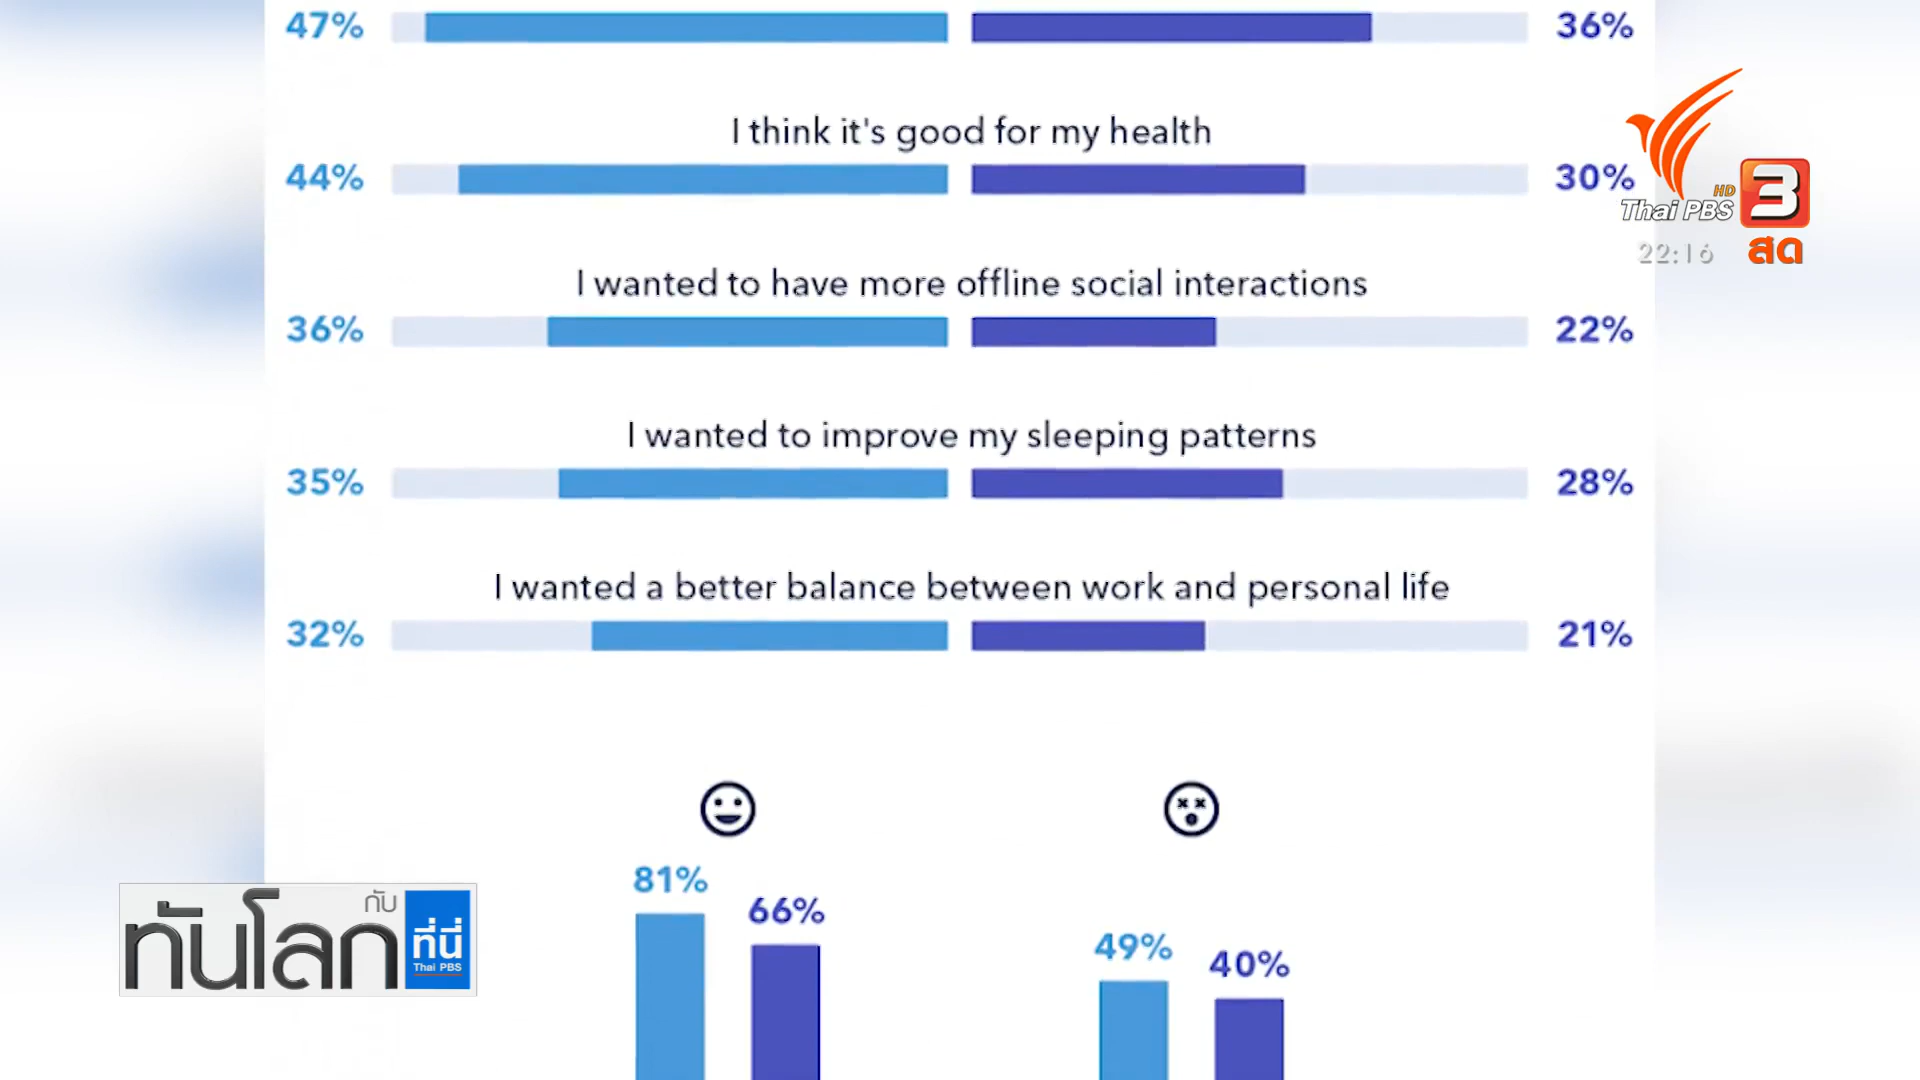 47% 36%
I think it's good for my health
44% 30%
HD
Thai PBS 3
22:16 สด
I wanted to have more offline social interactions
36% 22%
I wanted to improve my sleeping patterns
35% 28%
I wanted a better balance between work and personal life
32% 21%
81%
66%
49%
40%
ทันโลก กับ ที่นี่
Thai PBS